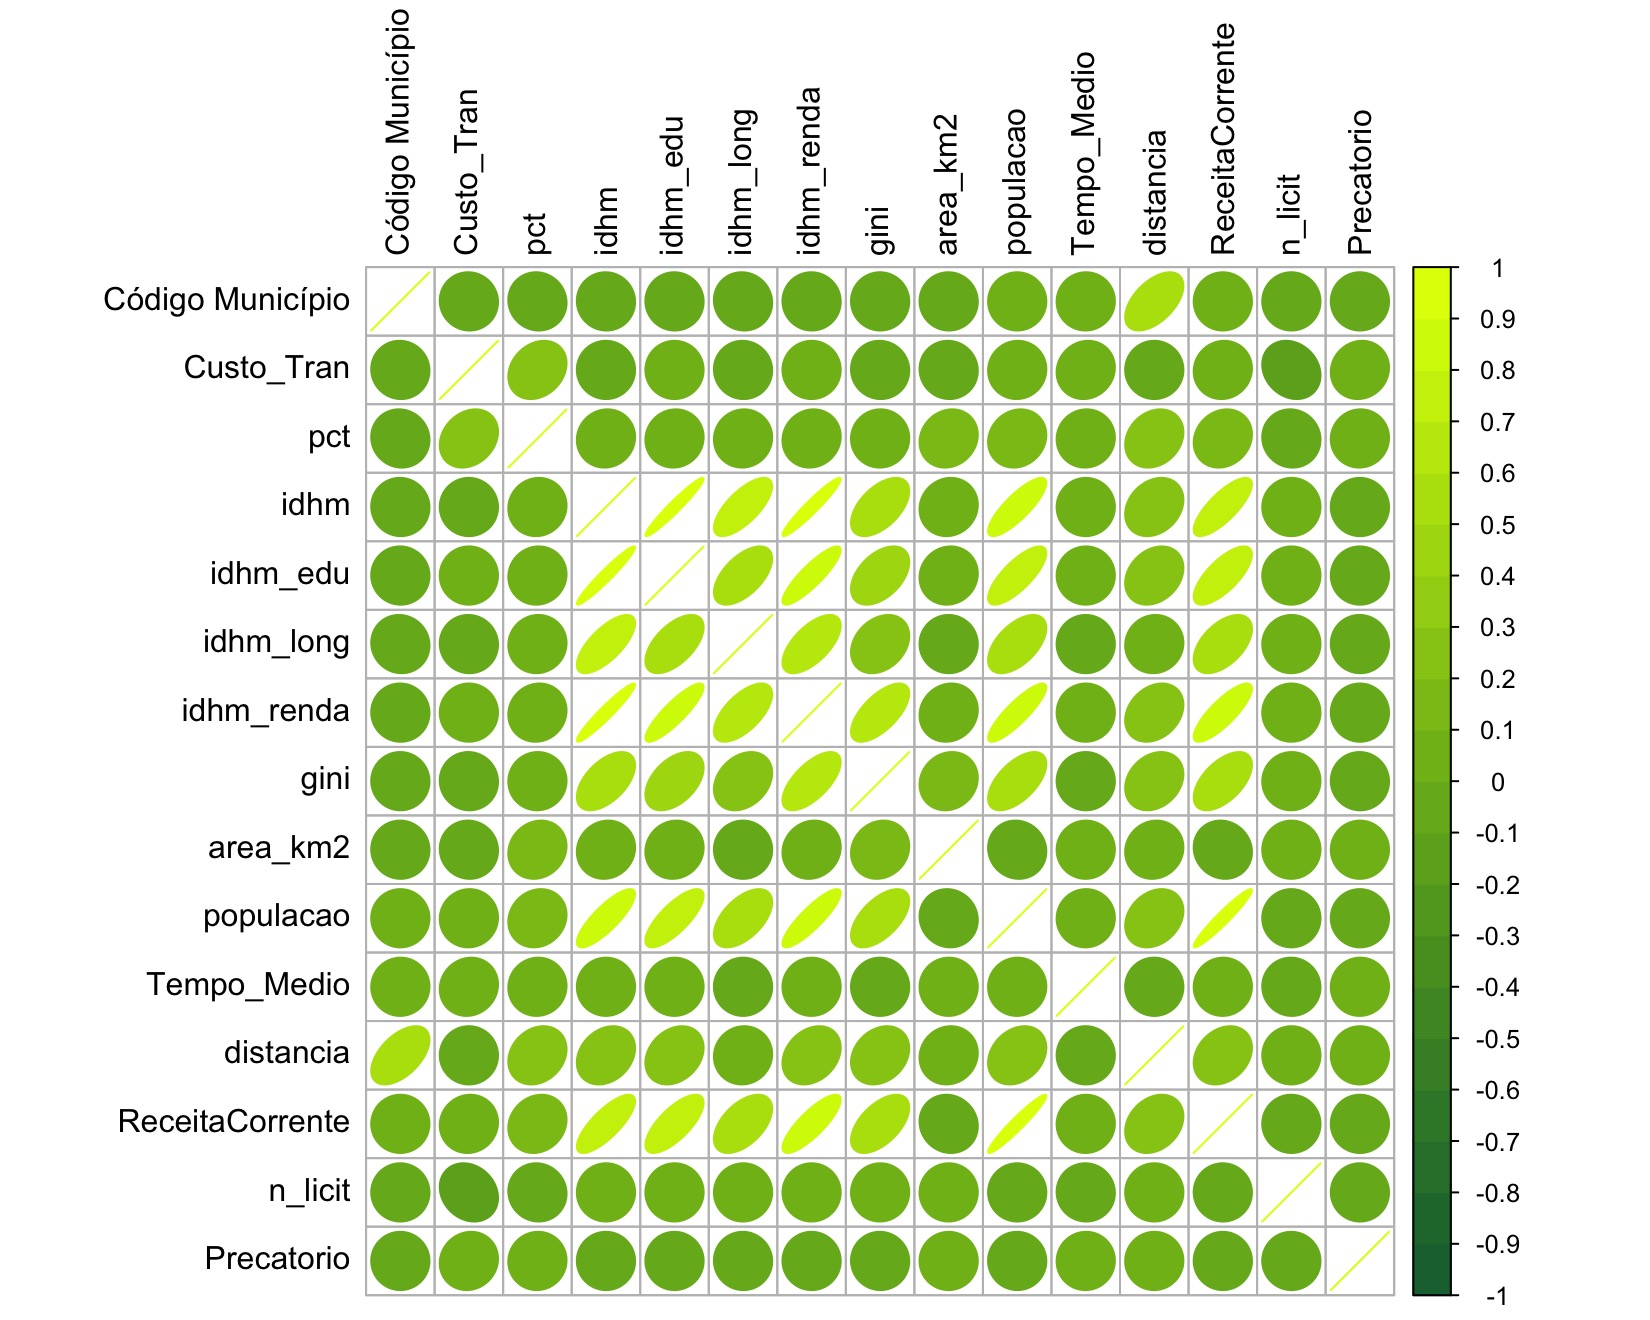 Código Município
Custo_Tran
pct
idhm
idhm_edu
idhm_long
idhm_renda
gini
area_km2
populacao
Tempo_Medio
distancia
ReceitaCorrente
n_licit
Precatorio
Código Município
Custo_Tran
pct
idhm
idhm_edu
idhm_long
idhm_renda
gini
area_km2
populacao
Tempo_Medio
distancia
ReceitaCorrente
n_licit
Precatorio
1
0.9
0.8
0.7
0.6
0.5
0.4
0.3
0.2
0.1
0
-0.1
-0.2
-0.3
-0.4
-0.5
-0.6
-0.7
-0.8
-0.9
-1